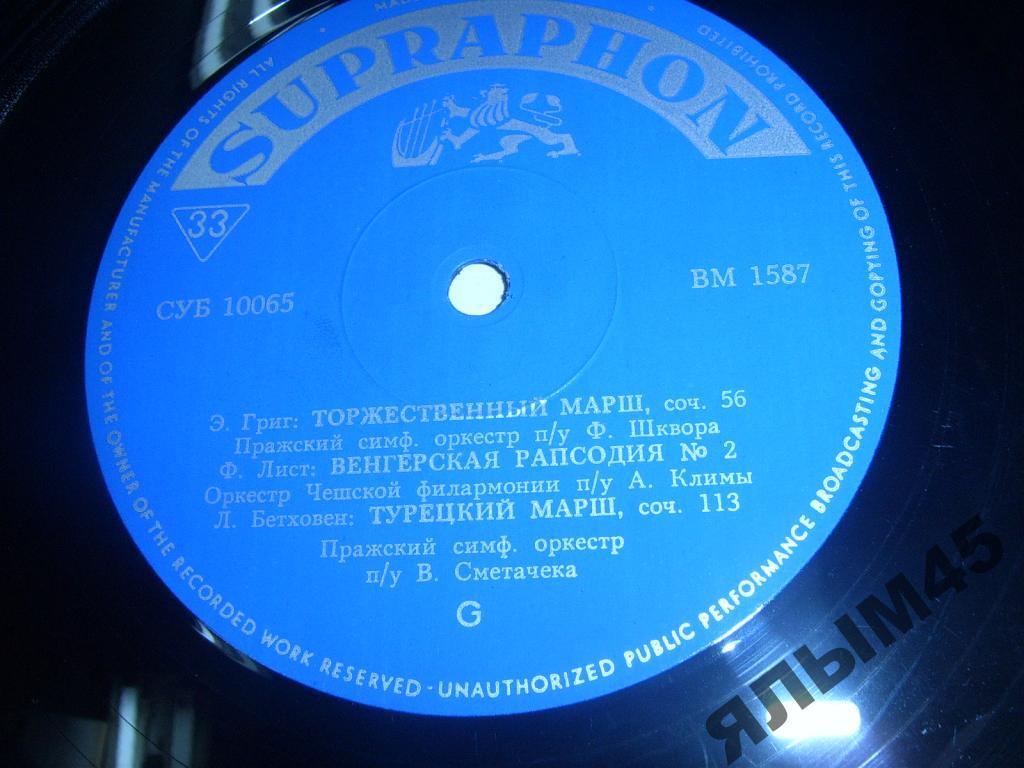 SUPRAPHON
33
СУБ 10065
ВМ 1587
Э. Григ: ТОРЖЕСТВЕННЫЙ МАРШ, соч. 56
Пражский симф. оркестр п/у Ф. Шквора
Ф. Лист: ВЕНГЕРСКАЯ РАПСОДИЯ № 2
Оркестр Чешской филармонии п/у А. Климы
Л. Бетховен: ТУРЕЦКИЙ МАРШ, соч. 113
Пражский симф. оркестр
п/у В. Сметачека
G
ALL RIGHTS OF THE MANUFACTURER AND OF THE OWNER OF THE RECORDED WORK RESERVED · UNAUTHORIZED PUBLIC PERFORMANCE BROADCASTING AND COPYING OF THIS RECORD PROHIBITED
ЯЛЫМ45